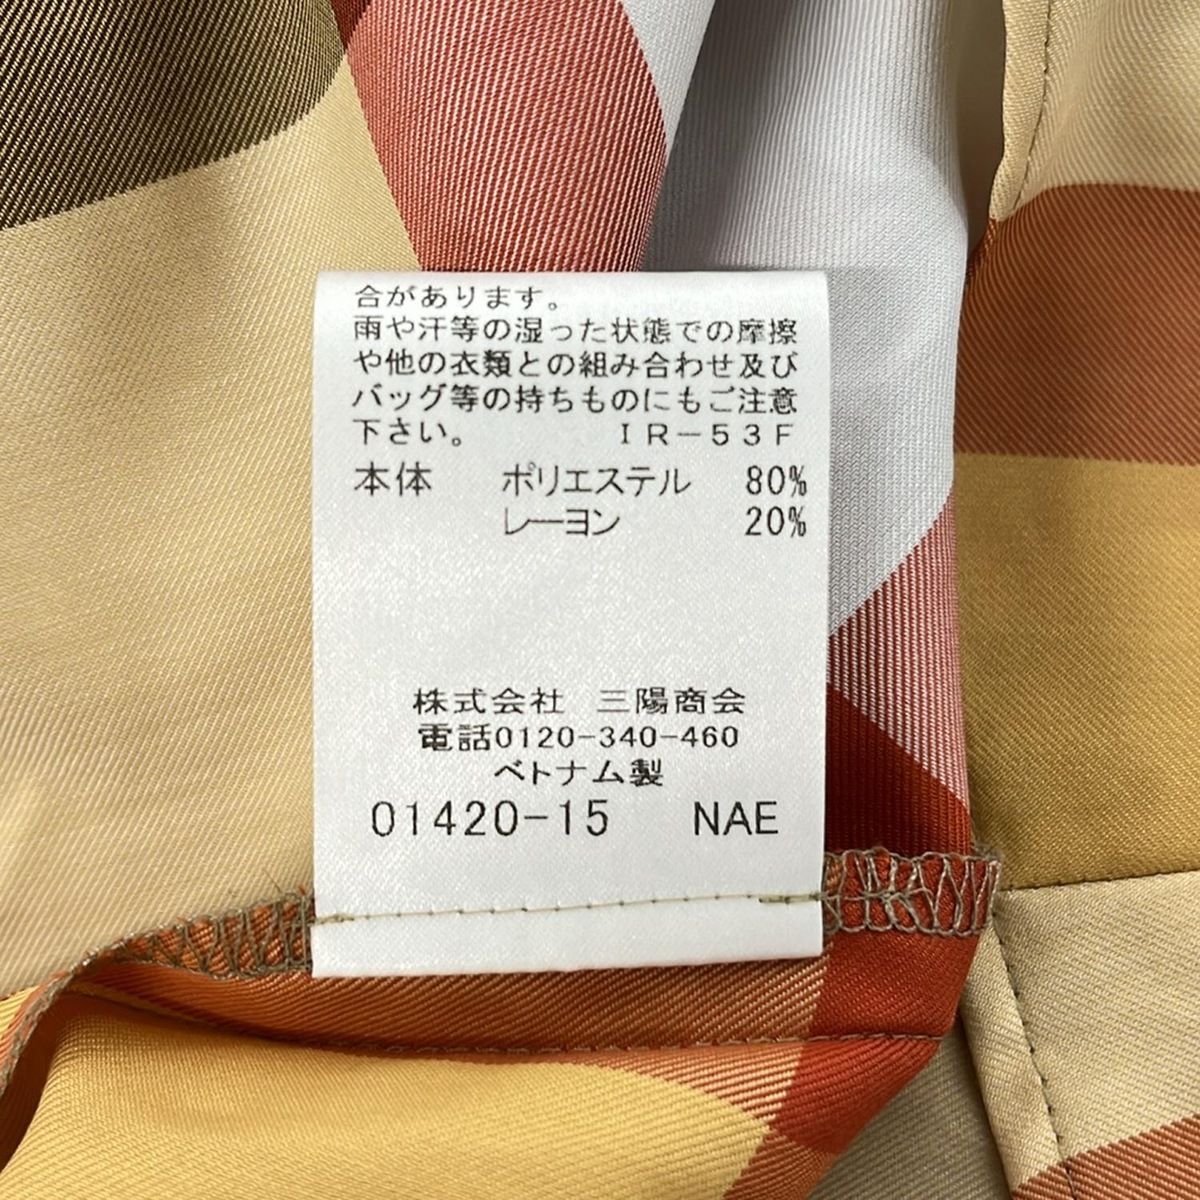 合があります。
雨や汗等の湿った状態での摩擦
や他の衣類との組み合わせ及び
バッグ等の持ちものにもご注意
下さい。 ＩＲ－５３Ｆ
本体 ポリエステル 80%
レーヨン 20%
株式会社 三陽商会
電話0120-340-460
ベトナム製
01420-15 NAE